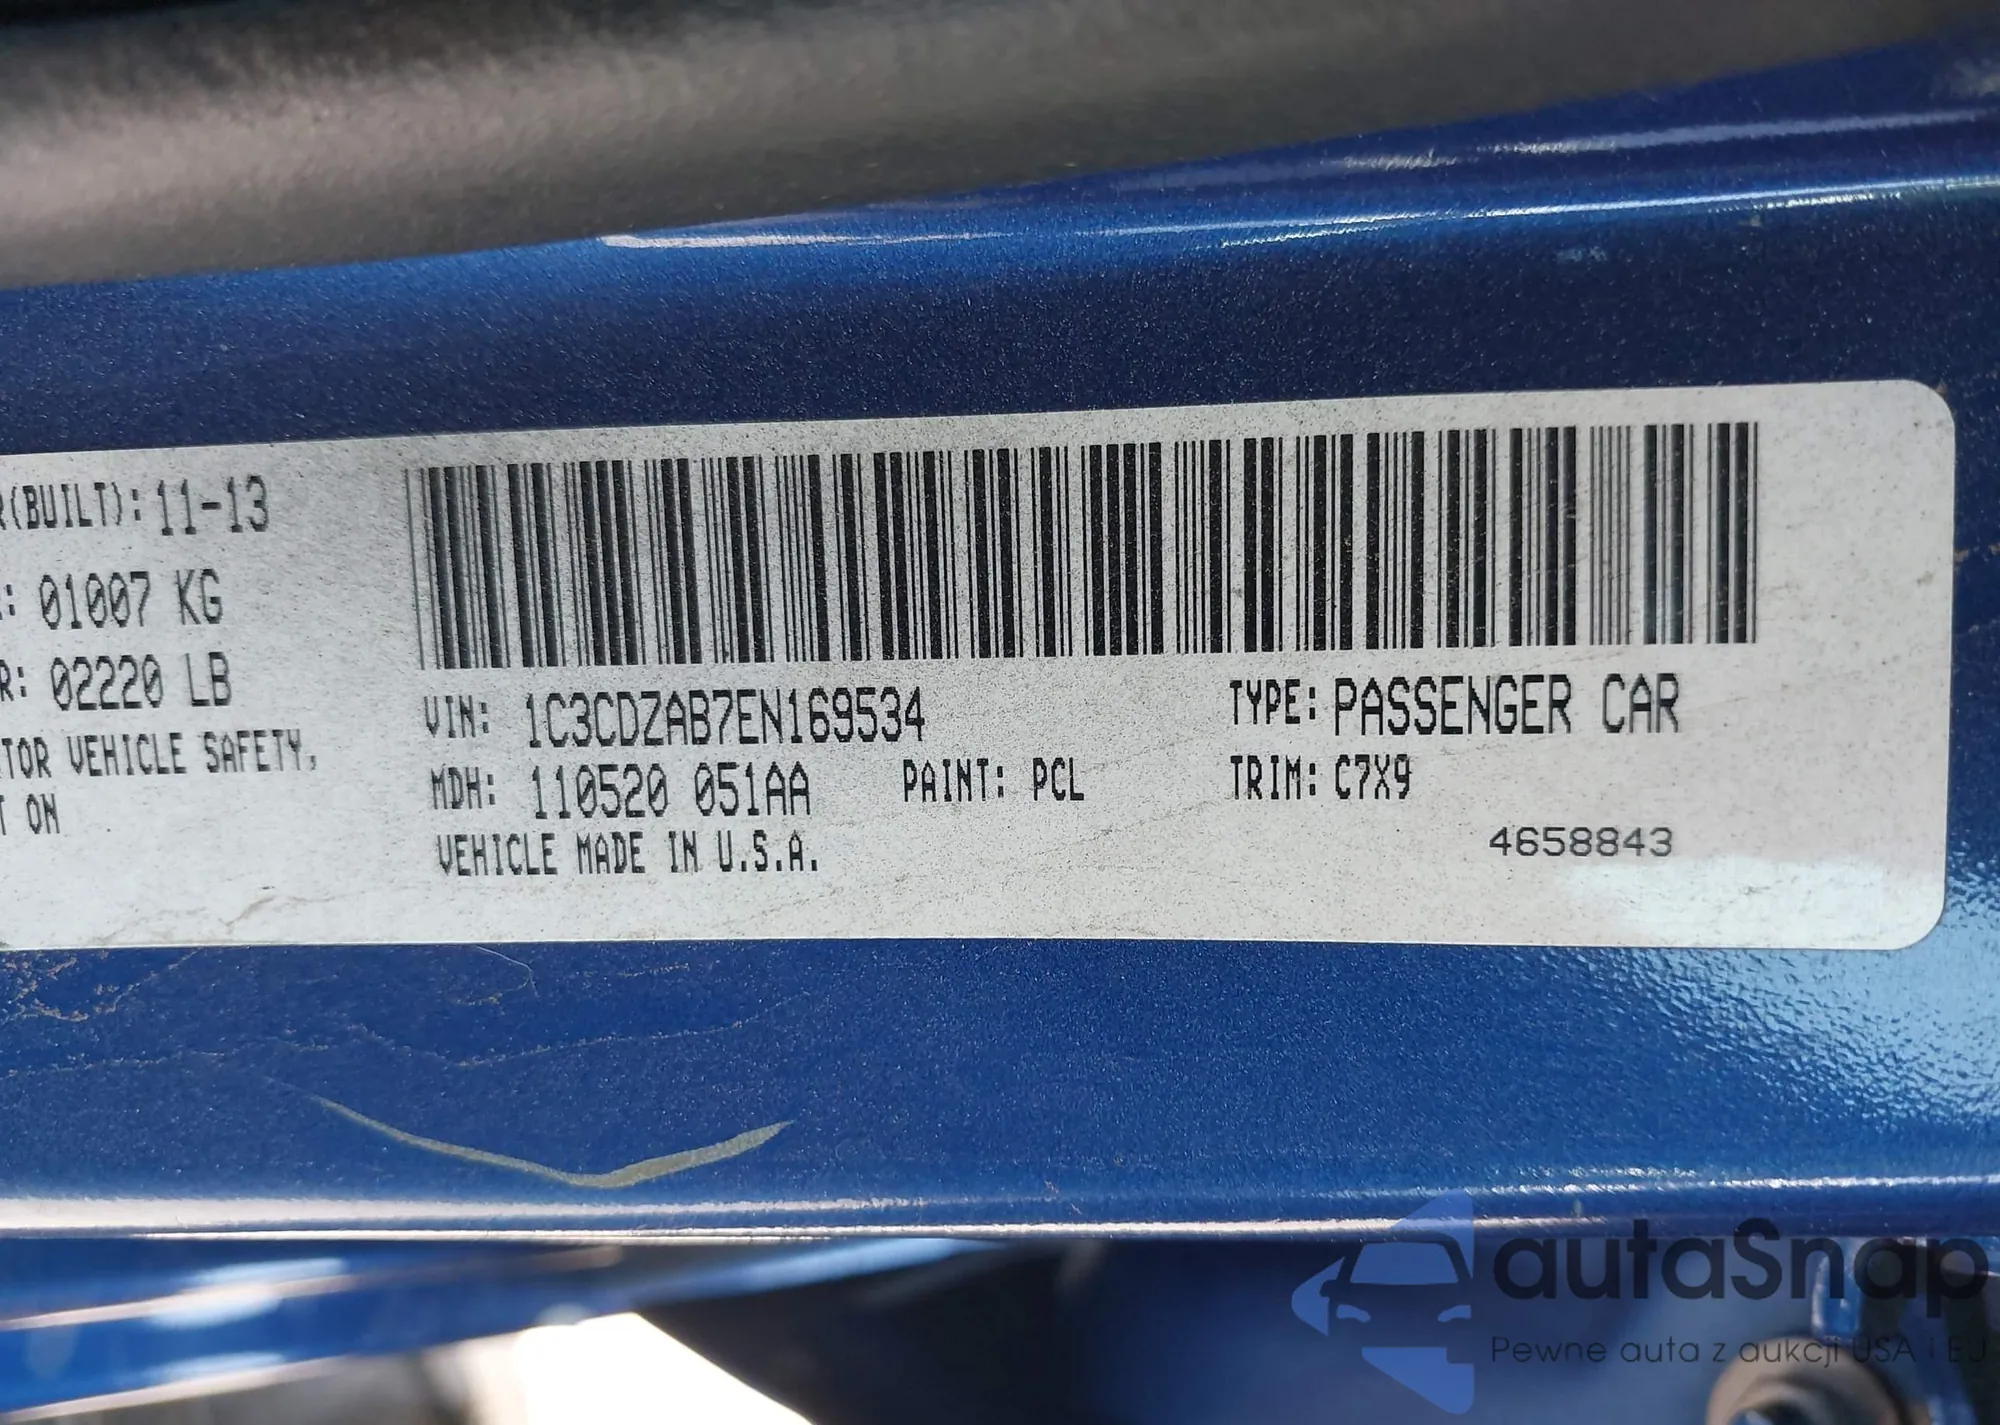 R(BUILT): 11-13
: 01007 KG
R: 02220 LB
TOR VEHICLE SAFETY,
T ON
VIN: 1C3CDZAB7EN169534
TYPE: PASSENGER CAR
MDH: 110520 051AA
PAINT: PCL
TRIM: C7X9
VEHICLE MADE IN U.S.A.
4658843
autaSnap
Pewne auta z aukcji USA i EU